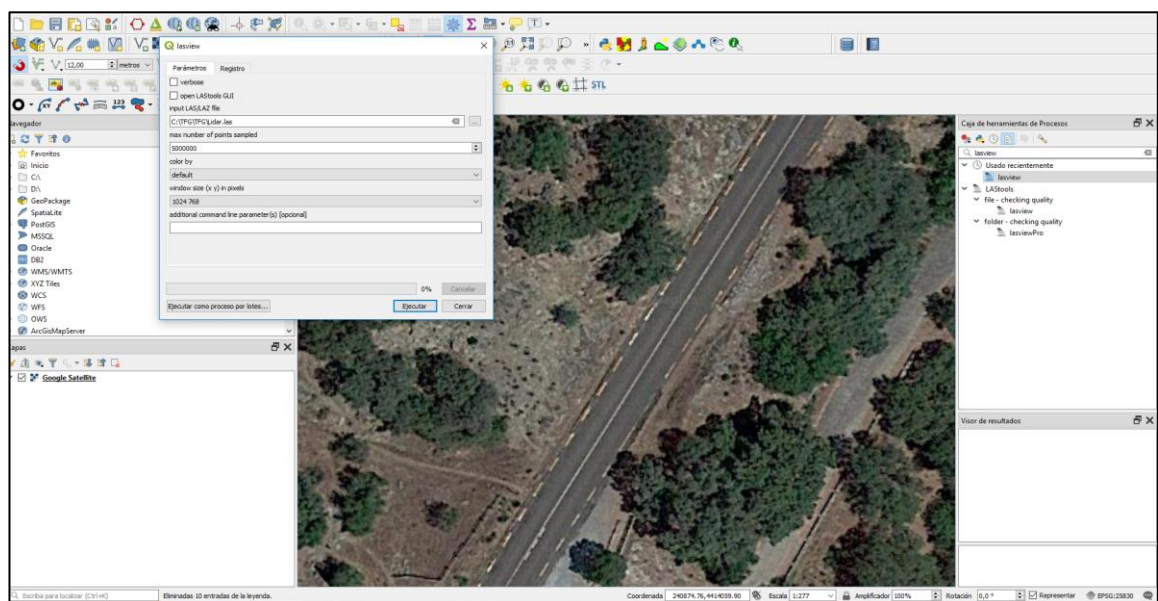 12,00
metros
STL
lasview
Parámetros
Registro
verbose
open LAStools GUI
input LAS/LAZ file
C:\TFG\TFG\Lidar.las
...
max number of points sampled
5000000
color by
default
window size (x y) in pixels
1024 768
additional command line parameter(s) [opcional]
0%
Cancelar
Ejecutar como proceso por lotes...
Ejecutar
Cerrar
Navegador
Favoritos
Inicio
C:\
D:\
GeoPackage
SpatiaLite
PostGIS
MSSQL
Oracle
DB2
WMS/WMTS
XYZ Tiles
WCS
WFS
OWS
ArcGisMapServer
apas
Google Satellite
Caja de herramientas de Procesos
lasview
Usado recientemente
lasview
LAStools
file - checking quality
lasview
folder - checking quality
lasviewPro
Visor de resultados
Escriba para localizar (Ctrl+K)
Eliminadas 10 entradas de la leyenda.
Coordenada 240874.76,4414059.90
Escala 1:277
Amplificador 100%
Rotación 0,0 °
Representar
EPSG:25830